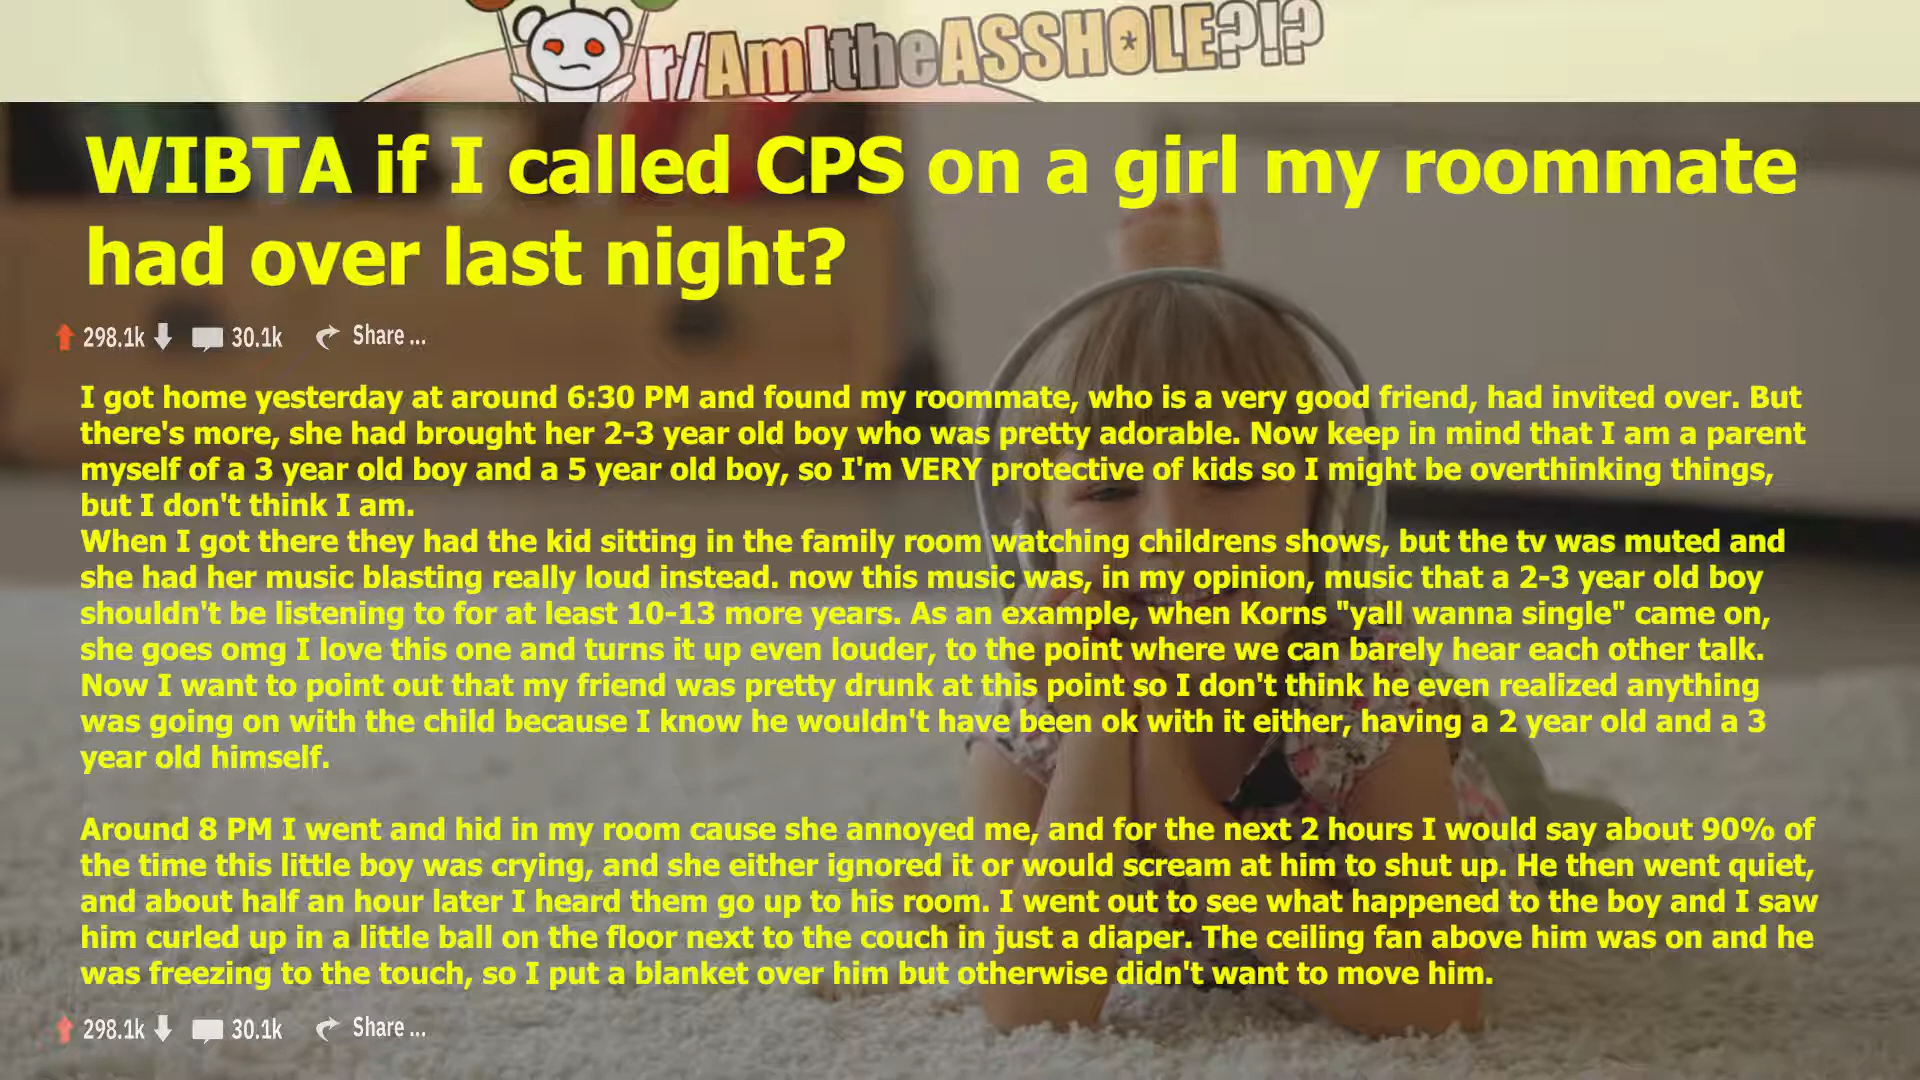 r/AmItheASSHOLE?!?
WIBTA if I called CPS on a girl my roommate
had over last night?
298.1k 30.1k Share ...
I got home yesterday at around 6:30 PM and found my roommate, who is a very good friend, had invited over. But
there's more, she had brought her 2-3 year old boy who was pretty adorable. Now keep in mind that I am a parent
myself of a 3 year old boy and a 5 year old boy, so I'm VERY protective of kids so I might be overthinking things,
but I don't think I am.
When I got there they had the kid sitting in the family room watching childrens shows, but the tv was muted and
she had her music blasting really loud instead. now this music was, in my opinion, music that a 2-3 year old boy
shouldn't be listening to for at least 10-13 more years. As an example, when Korns "yall wanna single" came on,
she goes omg I love this one and turns it up even louder, to the point where we can barely hear each other talk.
Now I want to point out that my friend was pretty drunk at this point so I don't think he even realized anything
was going on with the child because I know he wouldn't have been ok with it either, having a 2 year old and a 3
year old himself.
Around 8 PM I went and hid in my room cause she annoyed me, and for the next 2 hours I would say about 90% of
the time this little boy was crying, and she either ignored it or would scream at him to shut up. He then went quiet,
and about half an hour later I heard them go up to his room. I went out to see what happened to the boy and I saw
him curled up in a little ball on the floor next to the couch in just a diaper. The ceiling fan above him was on and he
was freezing to the touch, so I put a blanket over him but otherwise didn't want to move him.
298.1k 30.1k Share ...